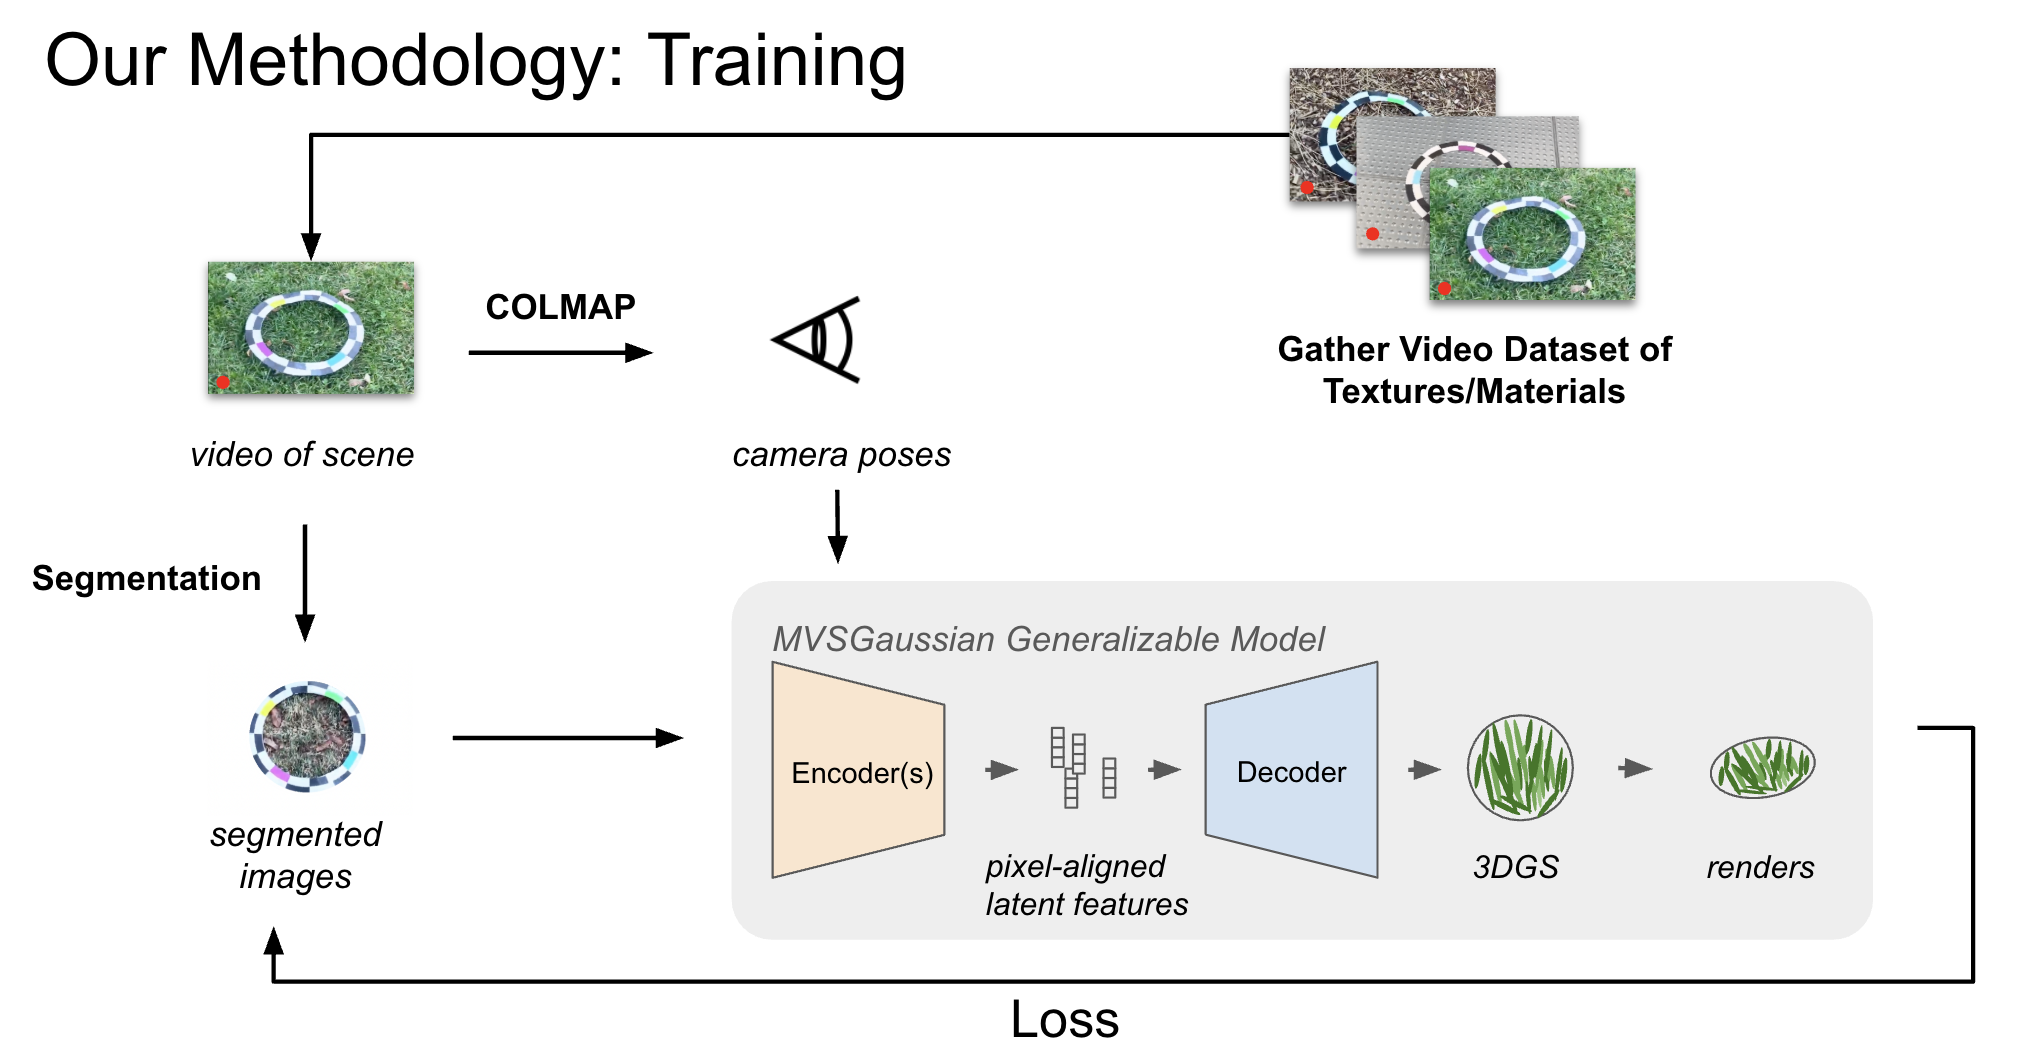 Our Methodology: Training
Gather Video Dataset of
Textures/Materials
COLMAP
video of scene
camera poses
Segmentation
segmented
images
MVSGaussian Generalizable Model
Encoder(s)
pixel-aligned
latent features
Decoder
3DGS
renders
Loss